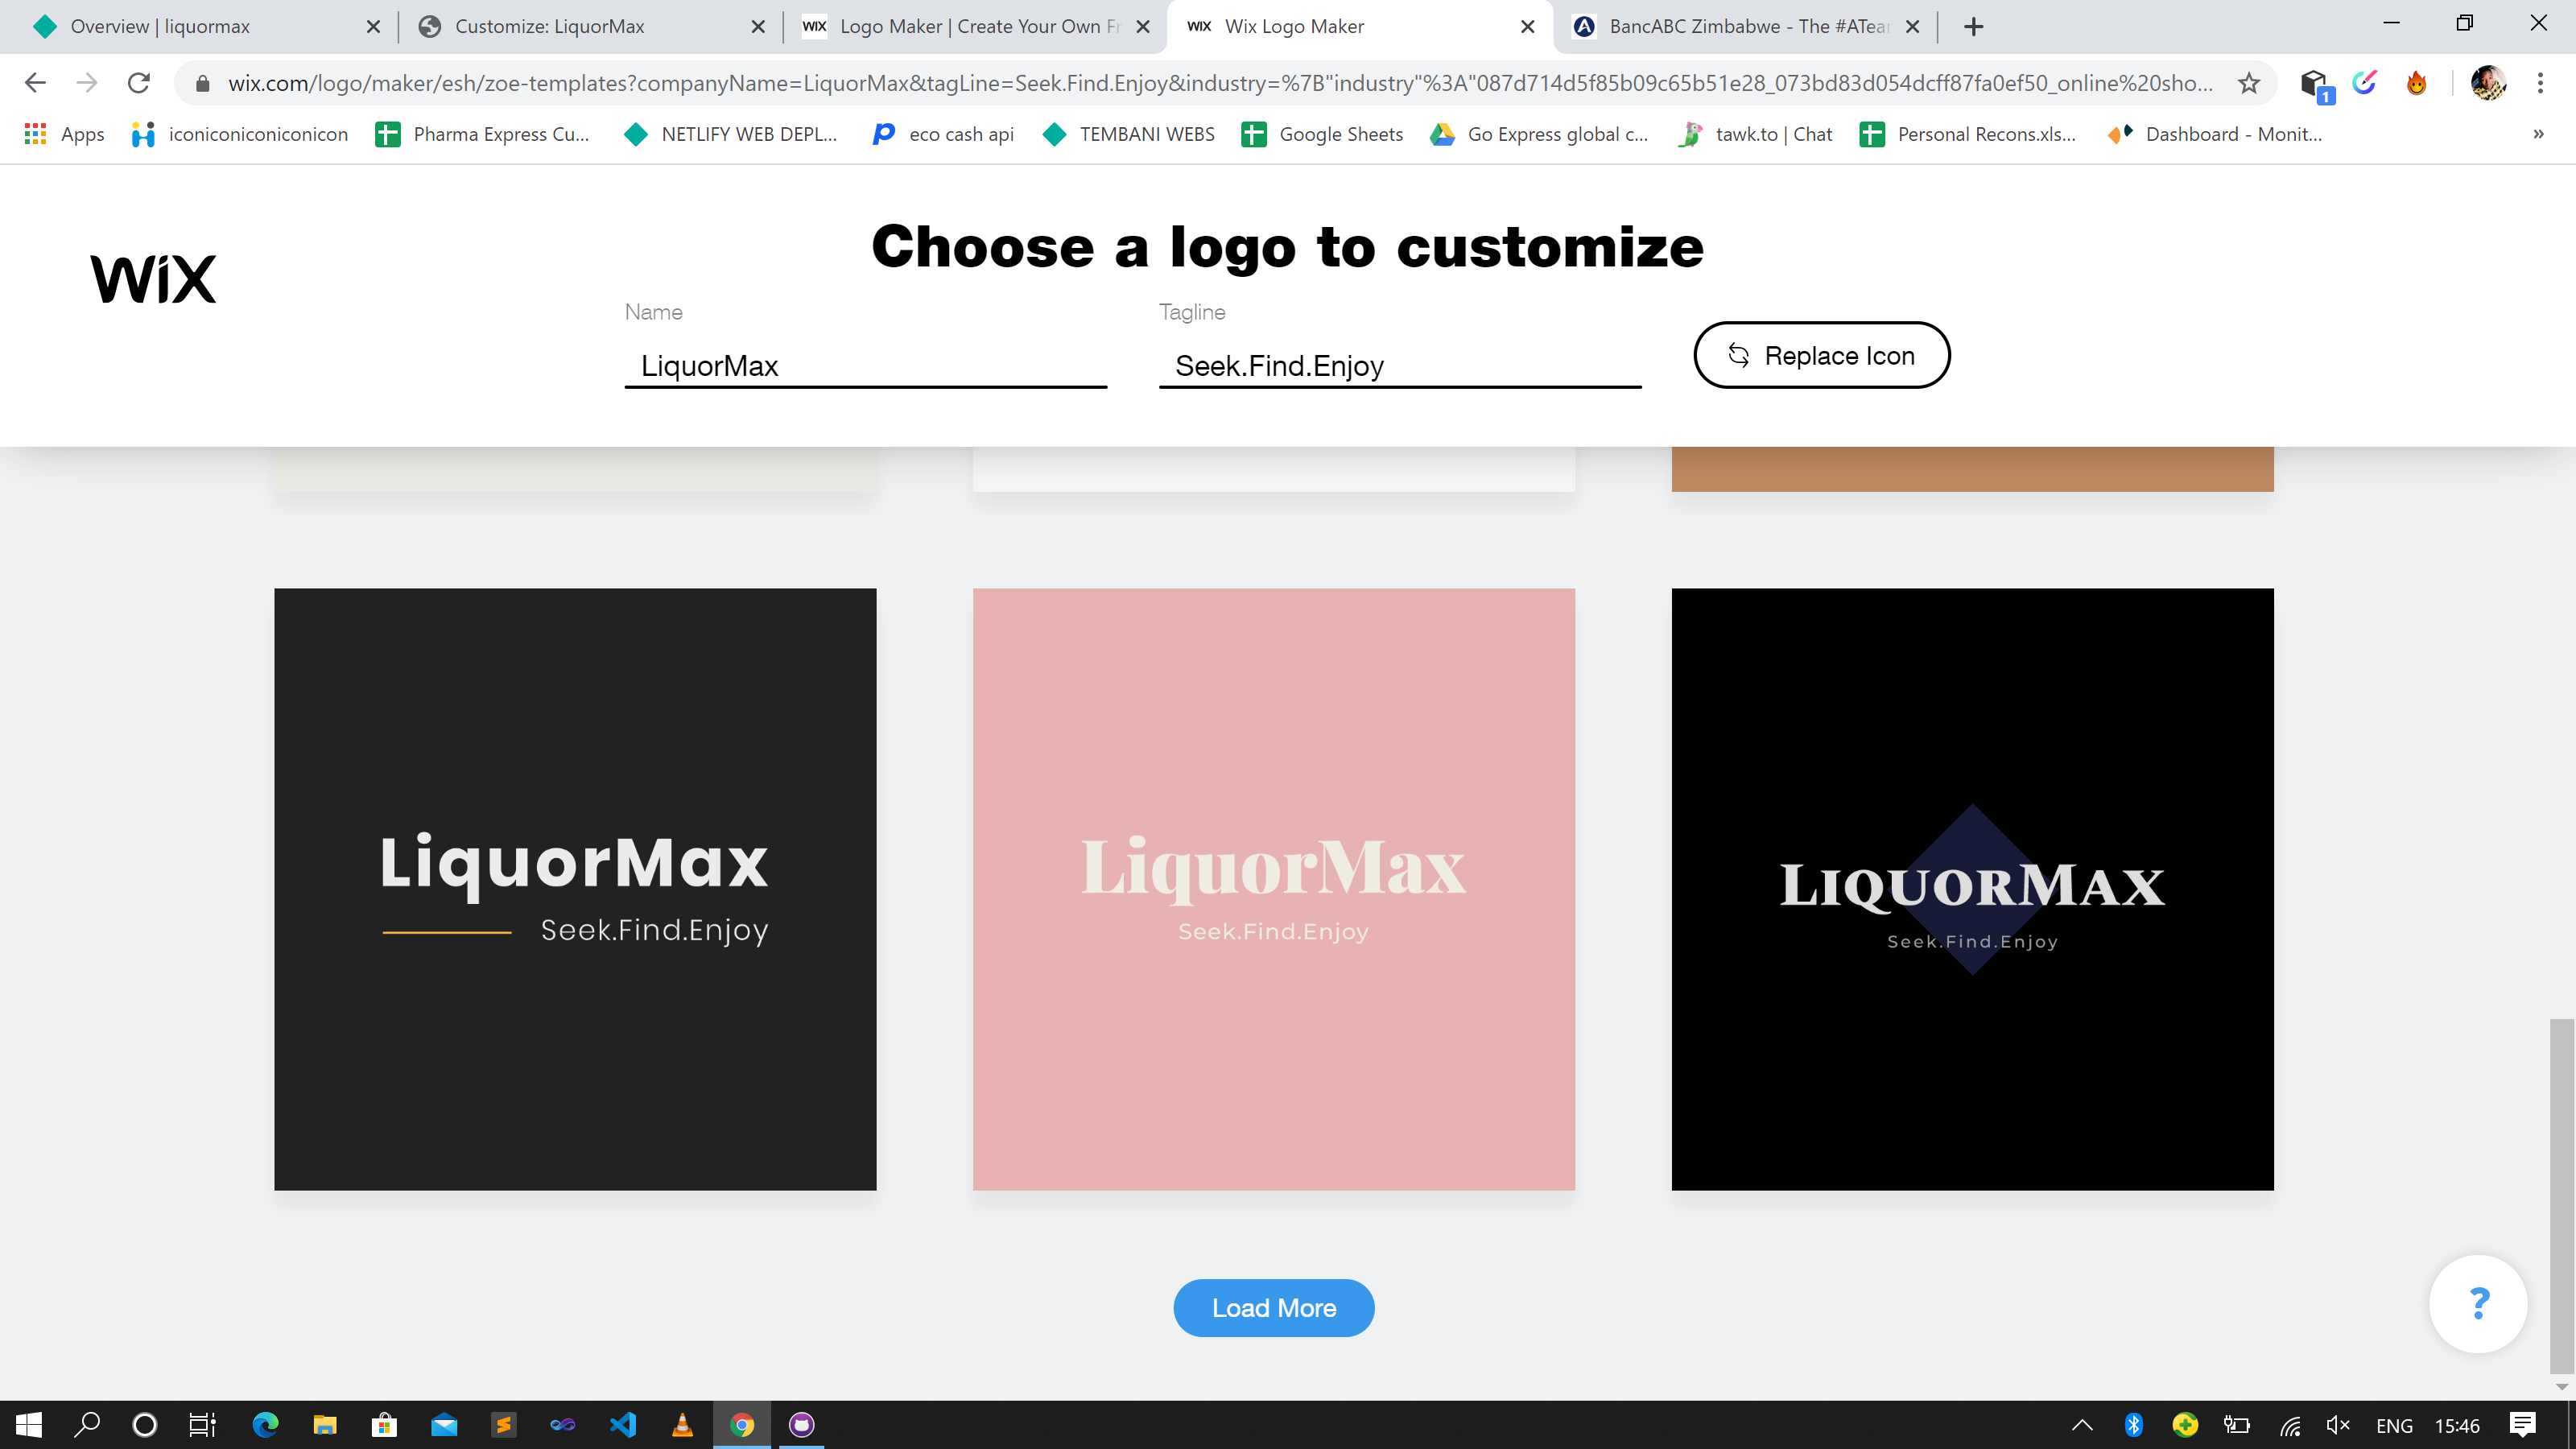 Overview | liquormax
Customize: LiquorMax
WIX Logo Maker | Create Your Own Fr
WIX Wix Logo Maker
BancABC Zimbabwe - The #ATear
wix.com/logo/maker/esh/zoe-templates?companyName=LiquorMax&tagLine=Seek.Find.Enjoy&industry=%7B"industry"%3A"087d714d5f85b09c65b51e28_073bd83d054dcff87fa0ef50_online%20sho...
1
Apps
iconiconiconiconicon
Pharma Express Cu...
NETLIFY WEB DEPL...
eco cash api
TEMBANI WEBS
Google Sheets
Go Express global c...
tawk.to | Chat
Personal Recons.xls...
Dashboard - Monit...
»
WiX
Choose a logo to customize
Name
LiquorMax
Tagline
Seek.Find.Enjoy
Replace Icon
LiquorMax
Seek.Find.Enjoy
LiquorMax
Seek.Find.Enjoy
LiquorMax
Seek.Find.Enjoy
Load More
?
ENG
15:46